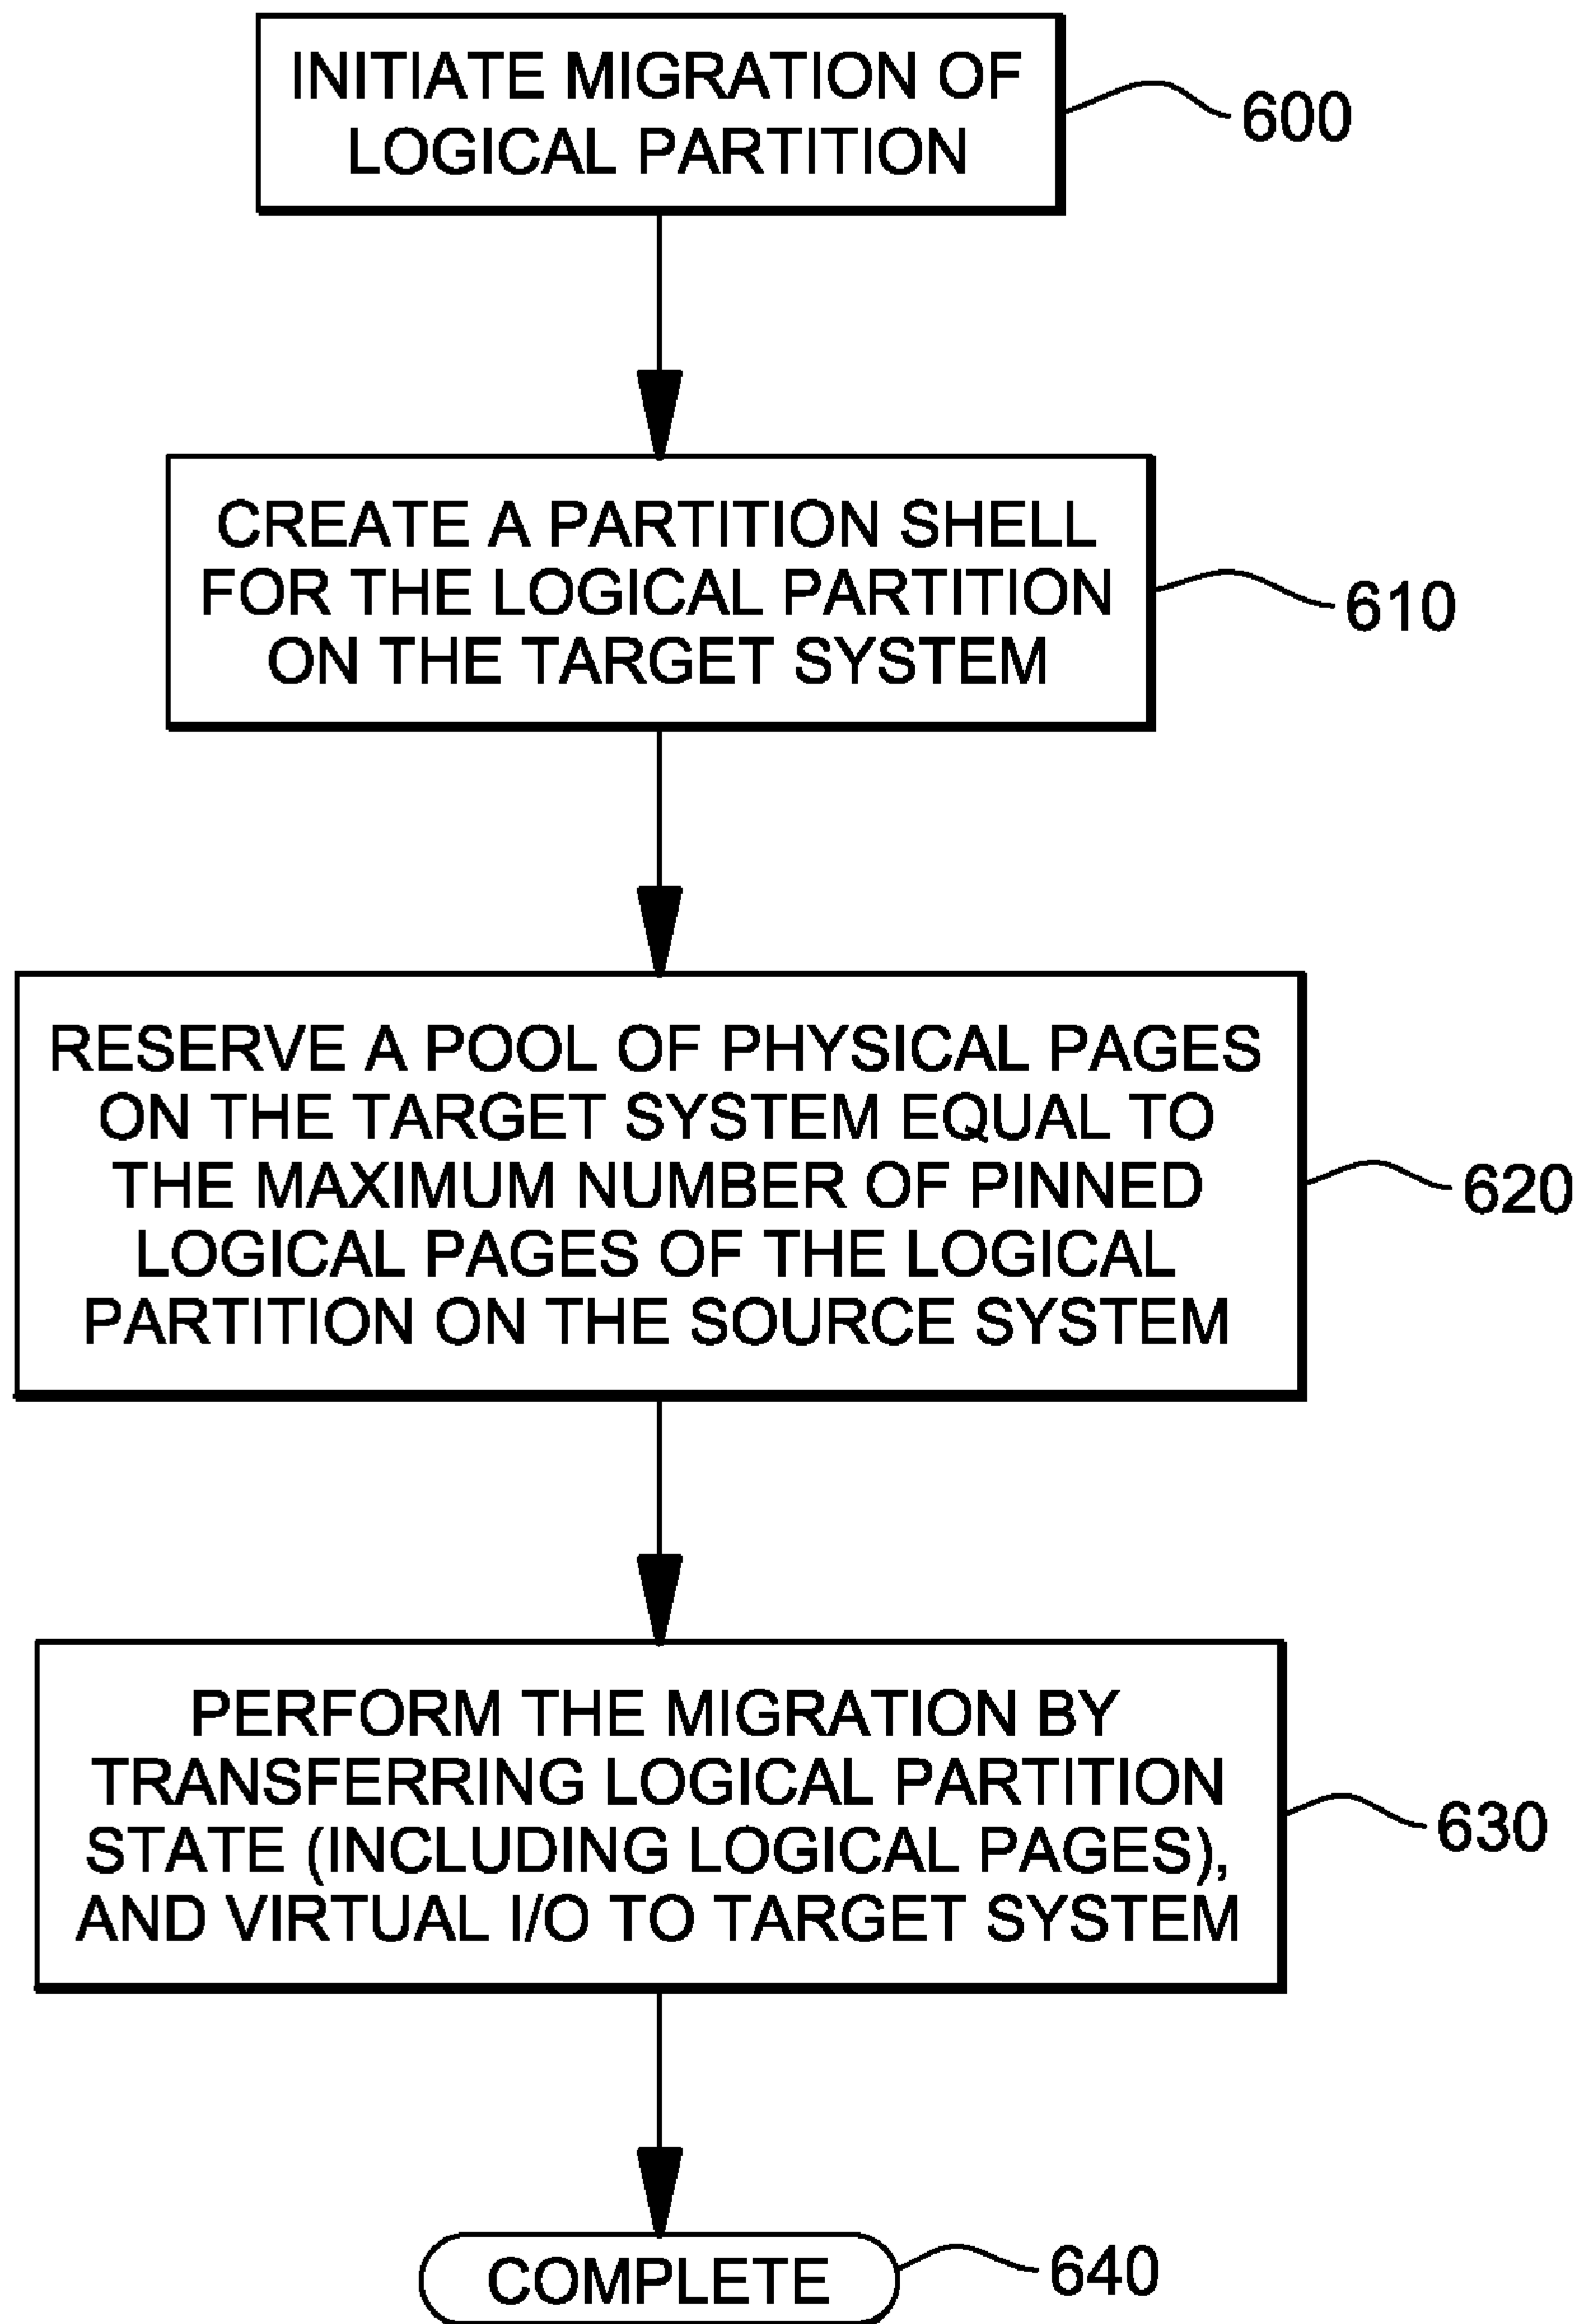 INITIATE MIGRATION OF
LOGICAL PARTITION
600
CREATE A PARTITION SHELL
FOR THE LOGICAL PARTITION
ON THE TARGET SYSTEM
610
RESERVE A POOL OF PHYSICAL PAGES
ON THE TARGET SYSTEM EQUAL TO
THE MAXIMUM NUMBER OF PINNED
LOGICAL PAGES OF THE LOGICAL
PARTITION ON THE SOURCE SYSTEM
620
PERFORM THE MIGRATION BY
TRANSFERRING LOGICAL PARTITION
STATE (INCLUDING LOGICAL PAGES),
AND VIRTUAL I/O TO TARGET SYSTEM
630
COMPLETE
640